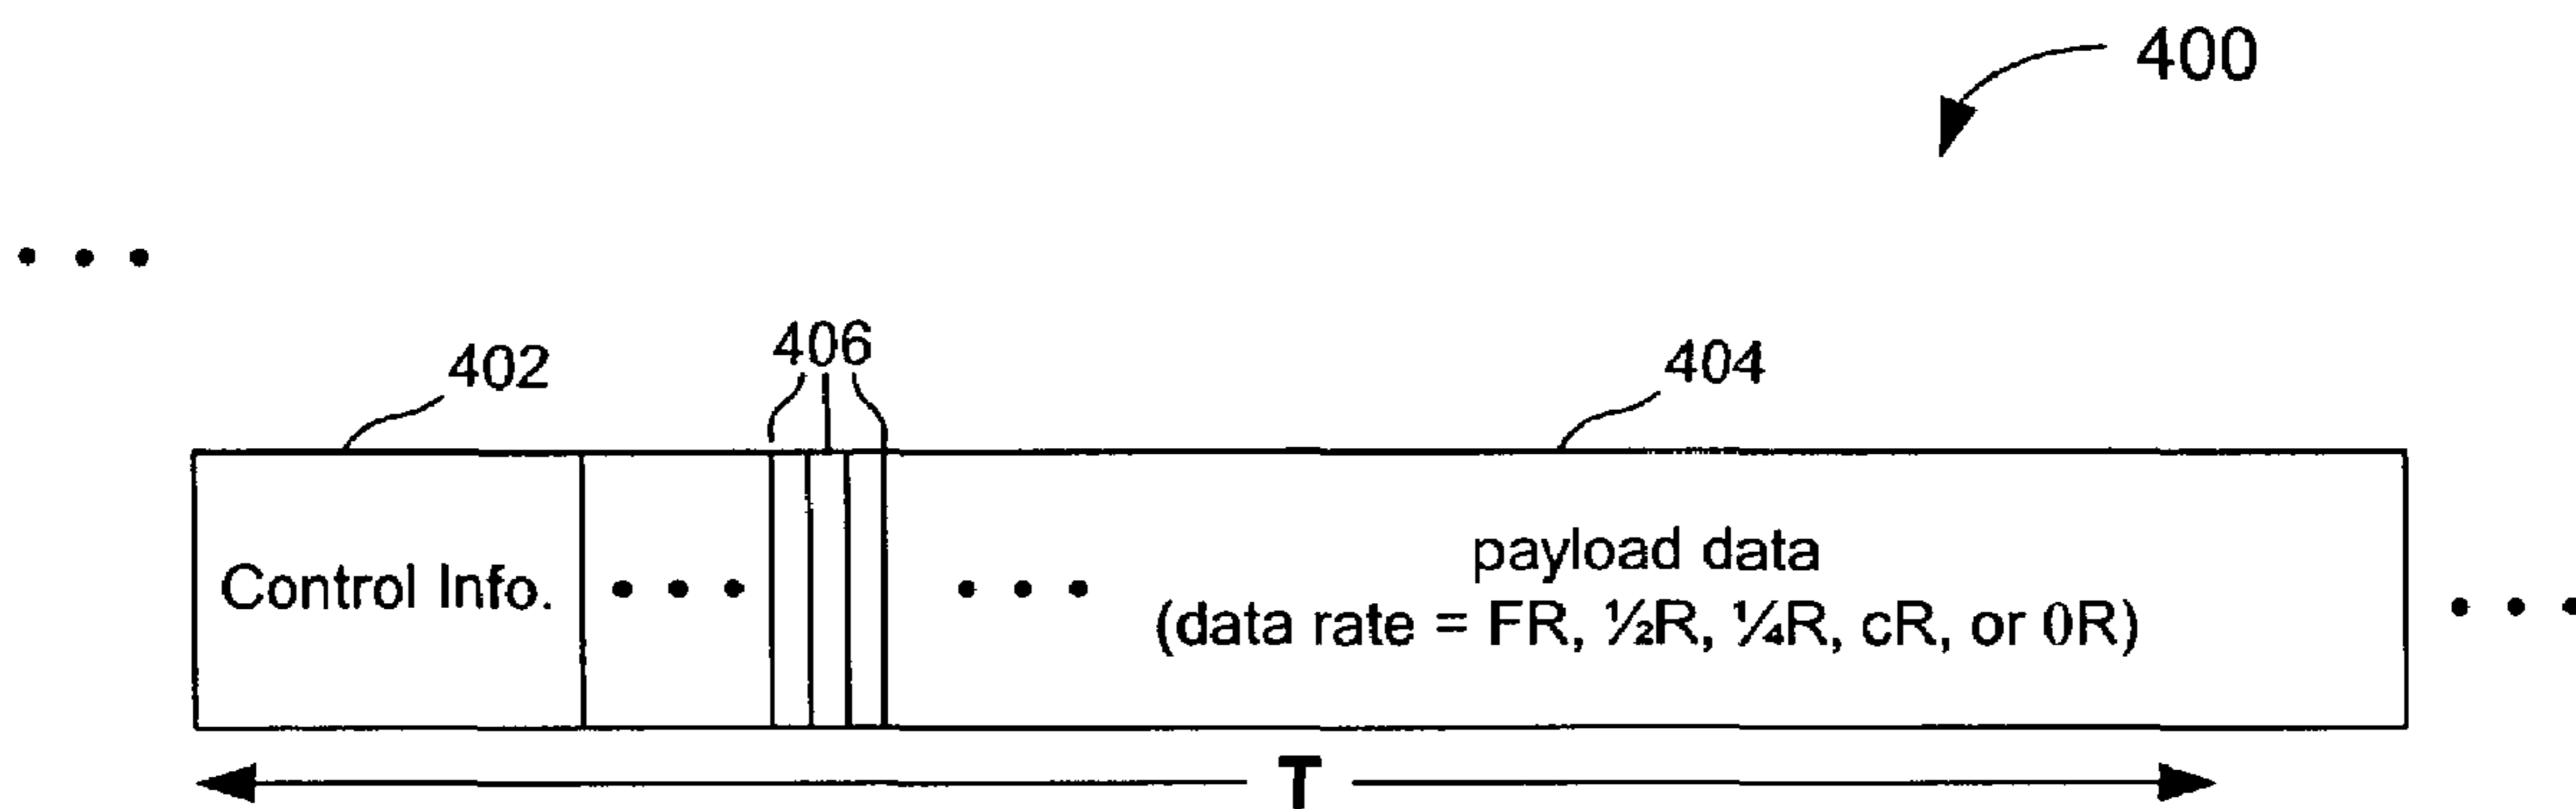 400
• • •
402
406
404
Control Info.
• • •
• • •
payload data
(data rate = FR, ½R, ¼R, cR, or 0R)
• • •
T